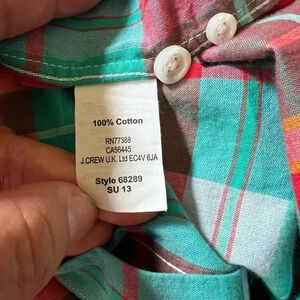 100% Cotton
RN77388
CA56445
J.CREW U.K. Ltd EC4V 6JA
Style 68289
SU 13